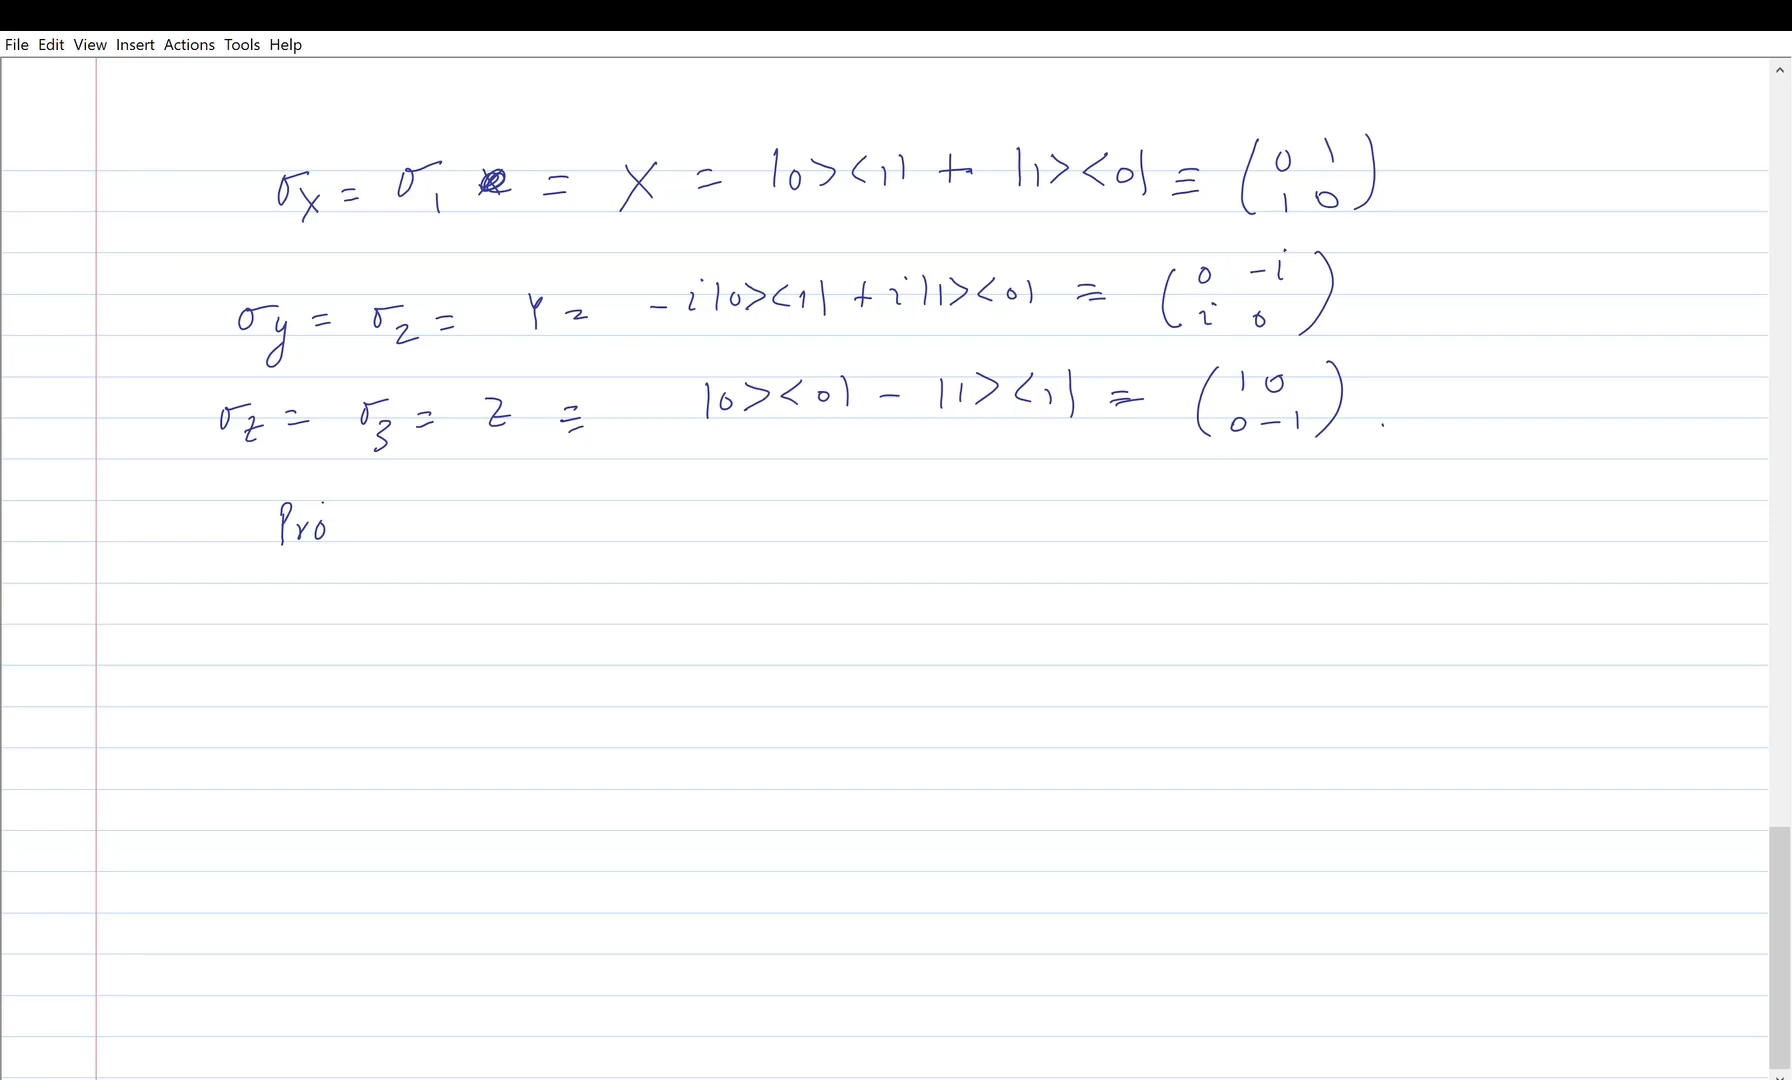 File Edit View Insert Actions Tools Help
σx = σ1 = X = |0><1| + |1><0| ≡ (0 1 / 1 0)
σy = σ2 = Y = -i|0><1| + i|1><0| ≡ (0 -i / i 0)
σz = σ3 = Z ≡ |0><0| - |1><1| ≡ (1 0 / 0 -1).
Pro